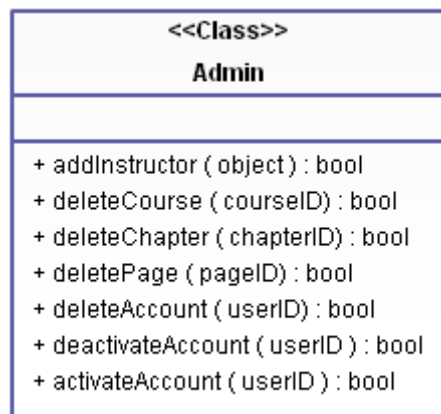 <<Class>>
Admin
+ addInstructor ( object ) : bool
+ deleteCourse ( courseID) : bool
+ deleteChapter ( chapterID) : bool
+ deletePage ( pageID) : bool
+ deleteAccount ( userID) : bool
+ deactivateAccount ( userID ) : bool
+ activateAccount ( userID ) : bool